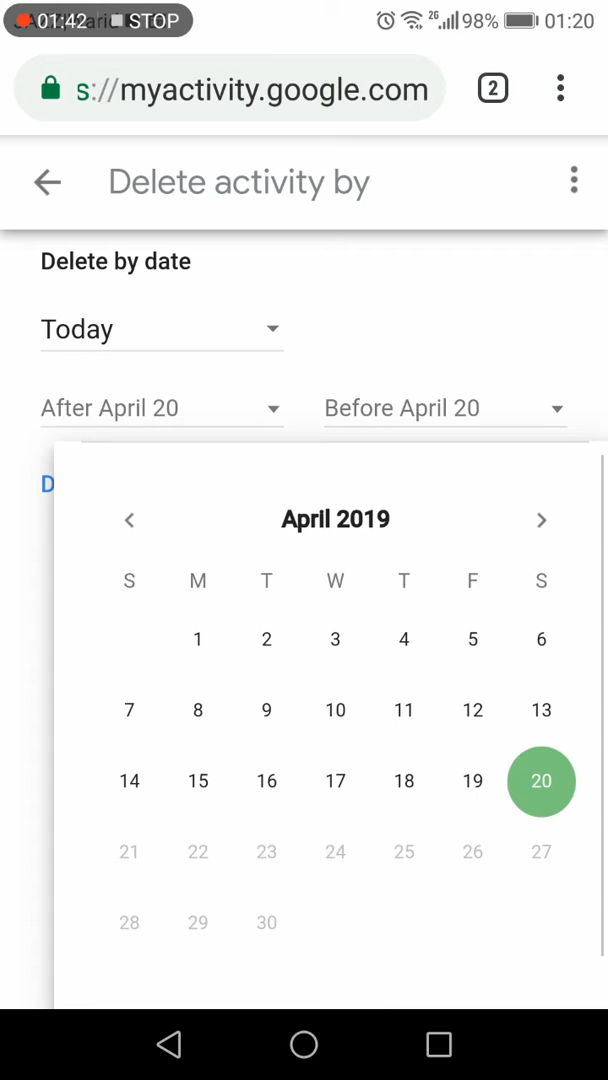 01:42 STOP 2G 98% 01:20
s://myactivity.google.com 2
Delete activity by
Delete by date
Today
After April 20 Before April 20
D
April 2019
S M T W T F S
1 2 3 4 5 6
7 8 9 10 11 12 13
14 15 16 17 18 19 20
21 22 23 24 25 26 27
28 29 30